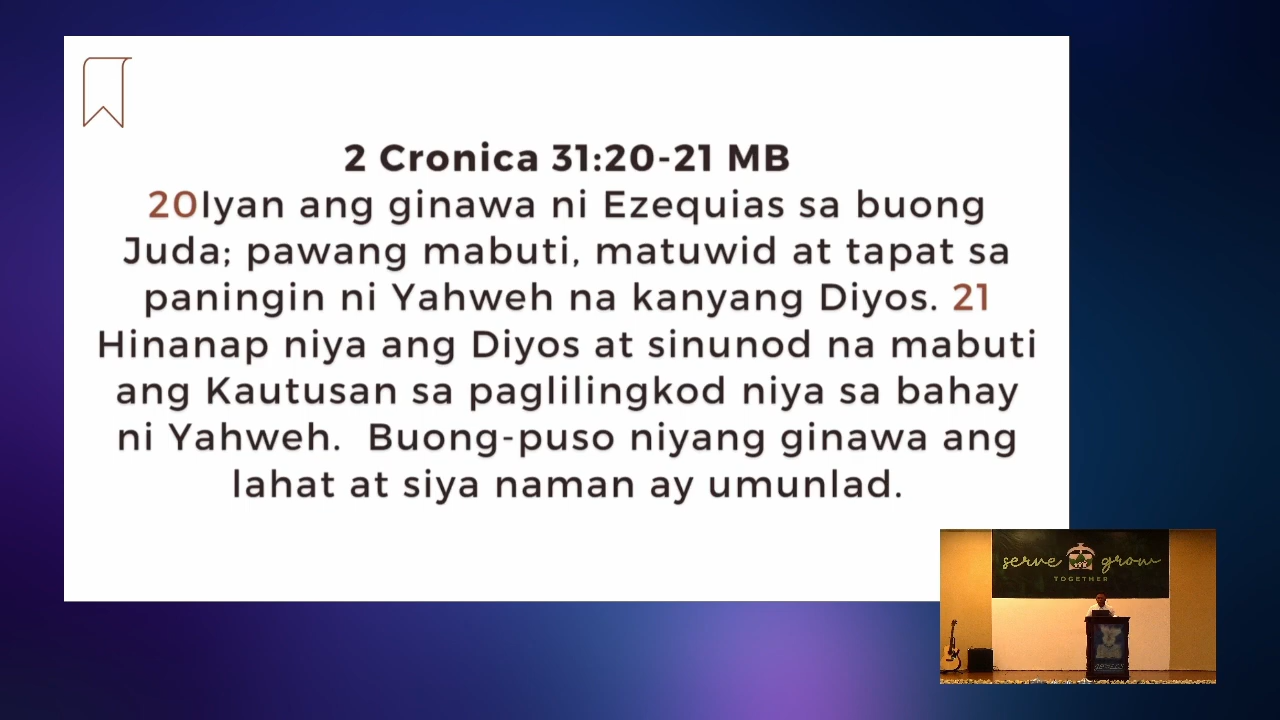 2 Cronica 31:20-21 MB
20Iyan ang ginawa ni Ezequias sa buong
Juda; pawang mabuti, matuwid at tapat sa
paningin ni Yahweh na kanyang Diyos. 21
Hinanap niya ang Diyos at sinunod na mabuti
ang Kautusan sa paglilingkod niya sa bahay
ni Yahweh.  Buong-puso niyang ginawa ang
lahat at siya naman ay umunlad.
serve grow
TOGETHER